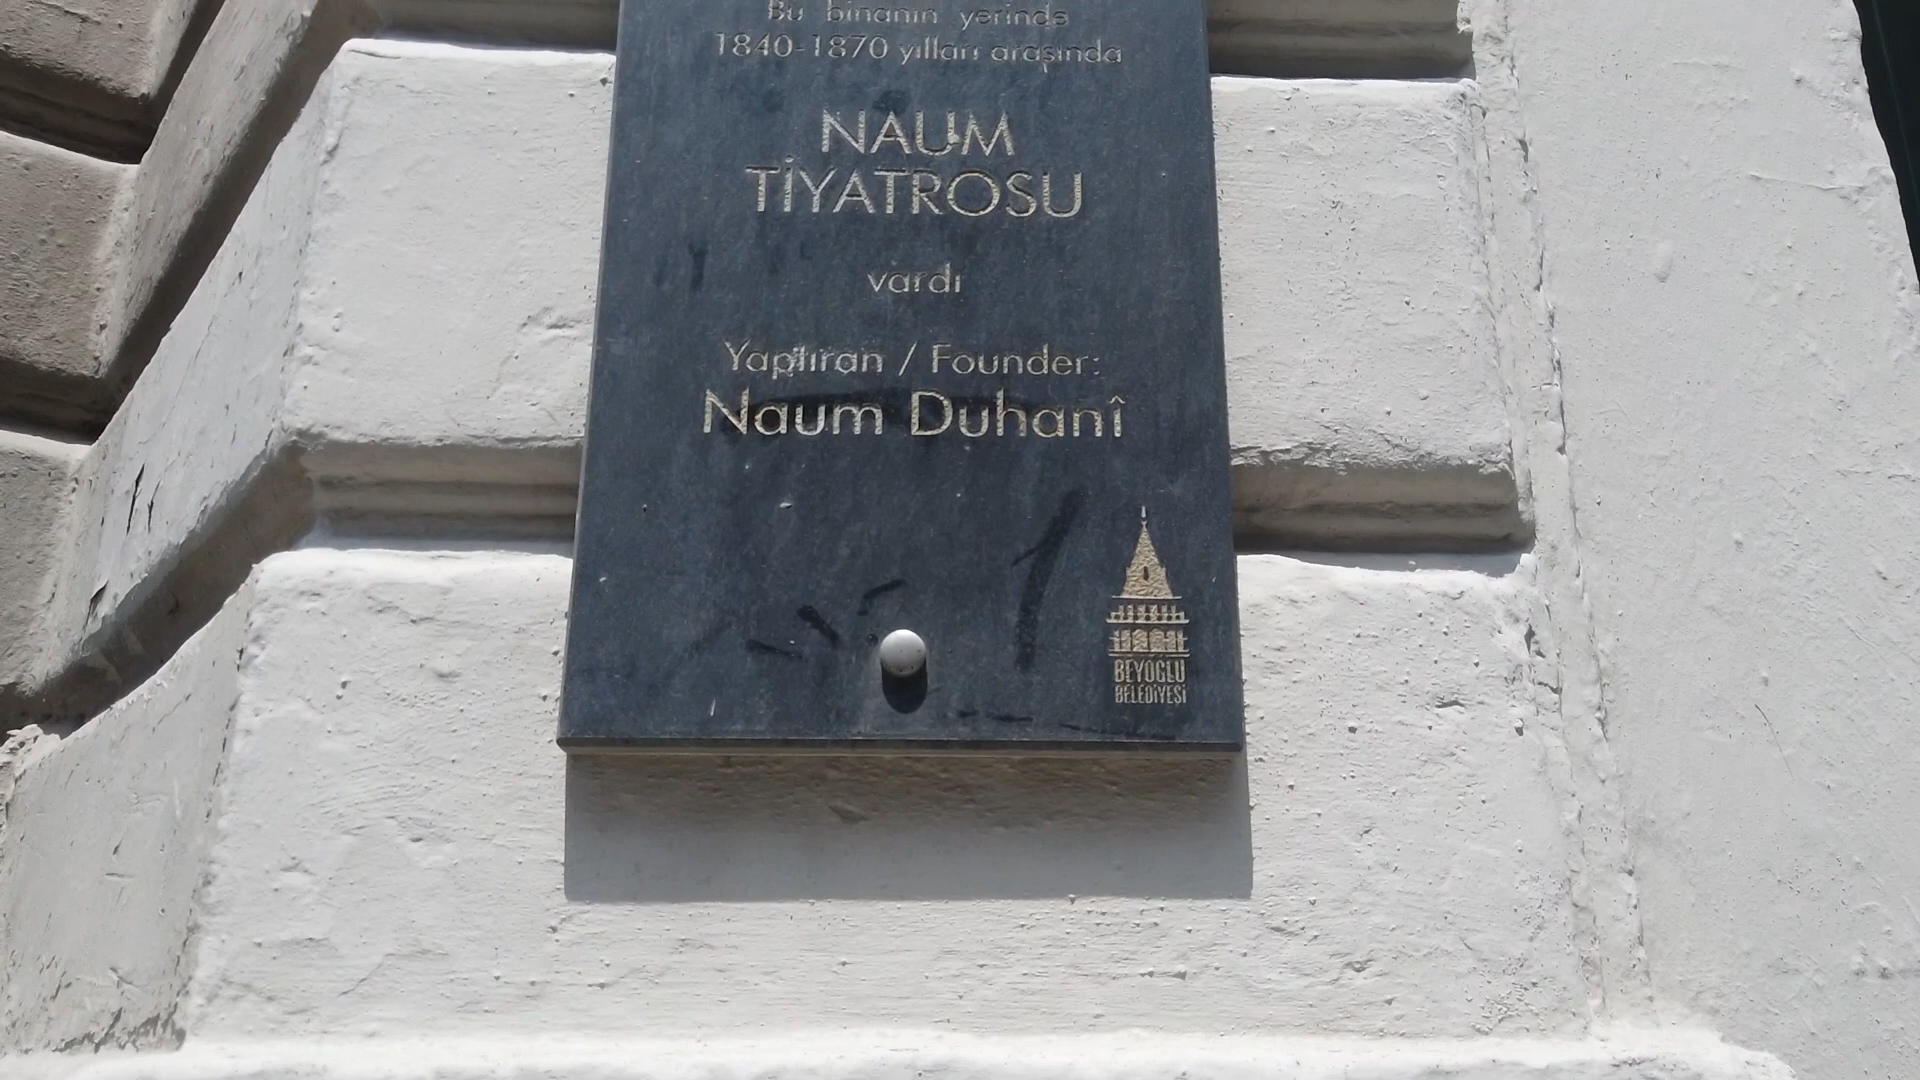 Bu binanın yerinde
1840-1870 yılları arasında
NAUM
TİYATROSU
vardı
Yaptıran / Founder:
Naum Duhanî
BEYOĞLU
BELEDİYESİ